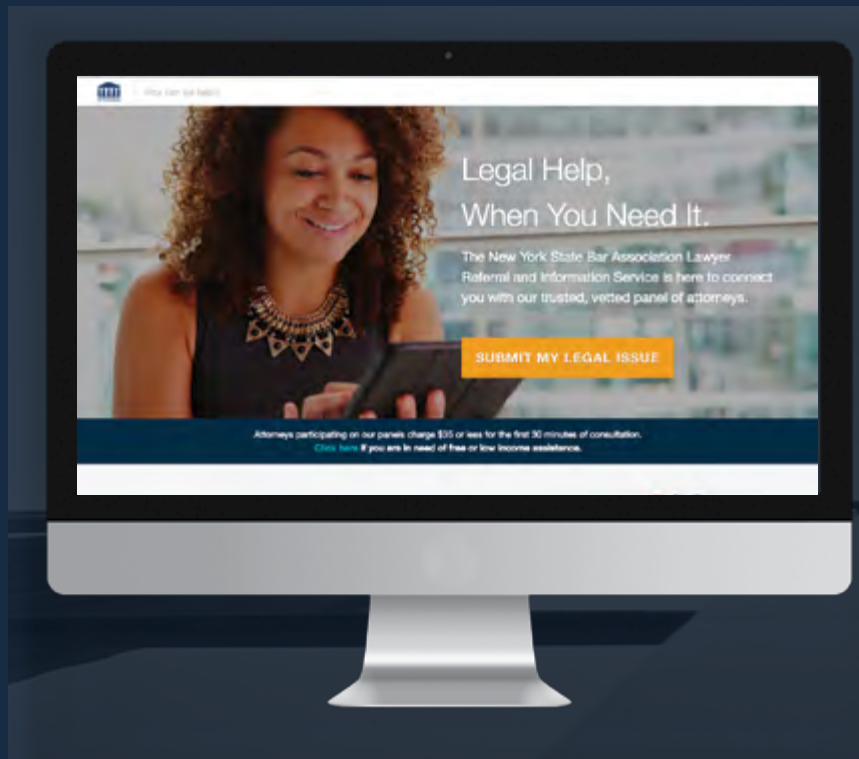 Legal Help,
When You Need It.
The New York State Bar Association Lawyer
Referral and Information Service is here to connect
you with our trusted, vetted panel of attorneys.
SUBMIT MY LEGAL ISSUE
Attorneys participating on our panels charge $35 or less for the first 30 minutes of consultation.
Click here if you are in need of free or low income assistance.